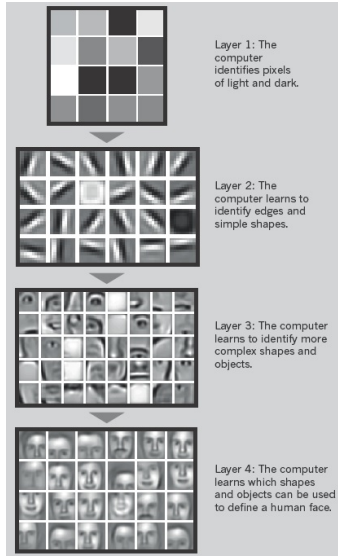 Layer 1: The
computer
identifies pixels
of light and dark.
Layer 2: The
computer learns to
identify edges and
simple shapes.
Layer 3: The computer
learns to identify more
complex shapes and
objects.
Layer 4: The computer
learns which shapes
and objects can be used
to define a human face.